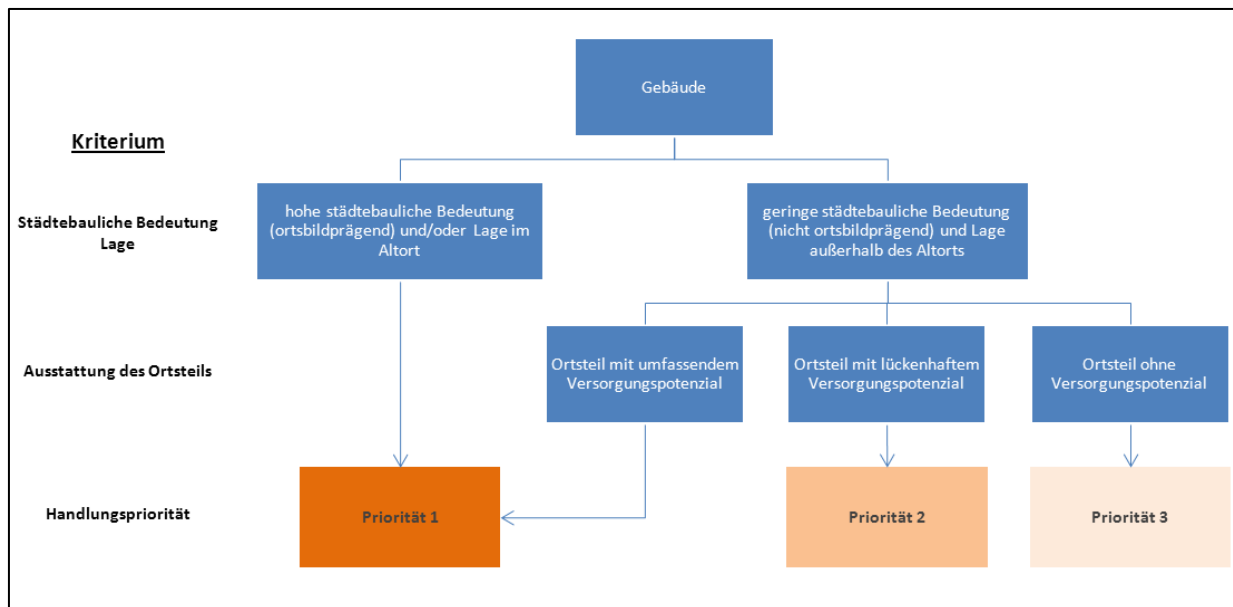 Gebäude
Kriterium
Städtebauliche Bedeutung
Lage
hohe städtebauliche Bedeutung
(ortsbildprägend) und/oder Lage im
Altort
geringe städtebauliche Bedeutung
(nicht ortsbildprägend) und Lage
außerhalb des Altorts
Ausstattung des Ortsteils
Ortsteil mit umfassendem
Versorgungspotenzial
Ortsteil mit lückenhaftem
Versorgungspotenzial
Ortsteil ohne
Versorgungspotenzial
Handlungspriorität
Priorität 1
Priorität 2
Priorität 3